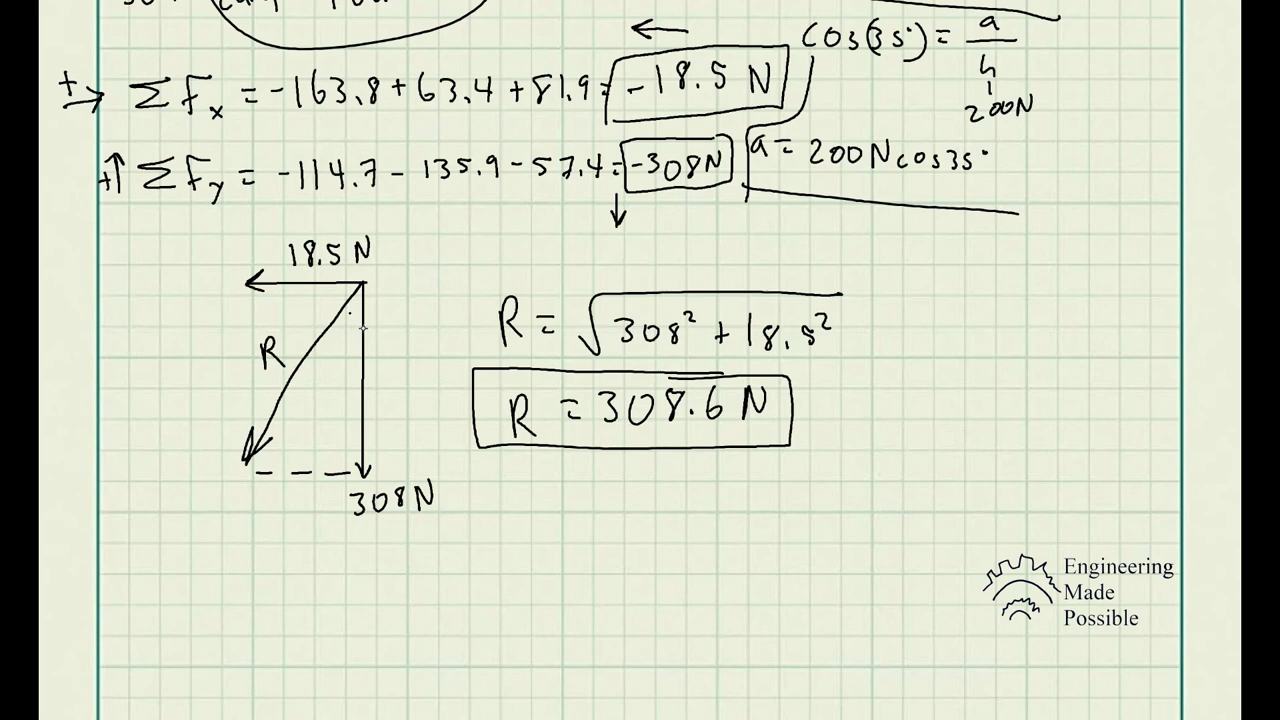 cos(35°) = a/h
200N
+→ ΣFx = -163.8 + 63.4 + 81.9 = -18.5 N
+↑ ΣFy = -114.7 - 135.9 - 57.4 = -308N
a = 200N cos35°
18.5 N
R
308N
R = √308² + 18.5²
R = 308.6 N
Engineering
Made
Possible